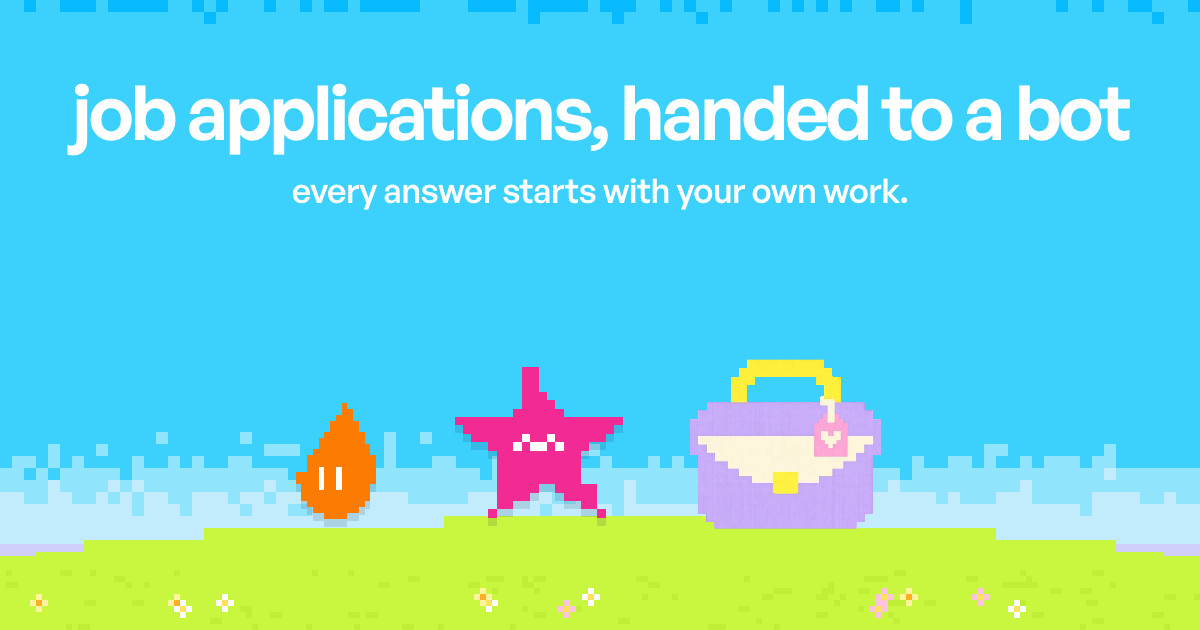 job applications, handed to a bot
every answer starts with your own work.